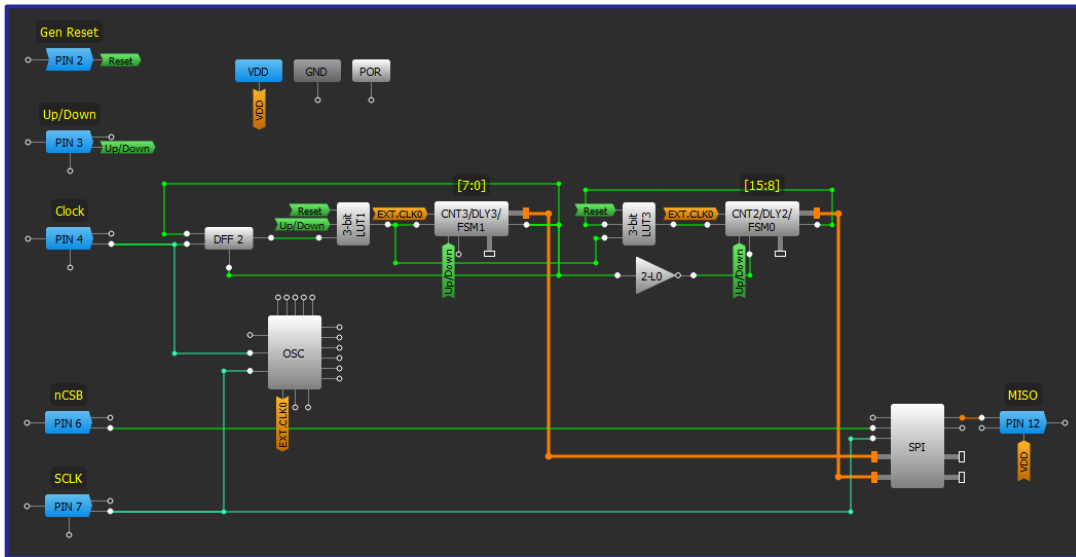 Gen Reset
PIN 2
Reset
VDD
GND
POR
VDD
Up/Down
PIN 3
Up/Down
[7:0]
[15:8]
Clock
PIN 4
DFF 2
Reset
Up/Down
3-bit
LUT1
EXT.CLK0
CNT3/DLY3/
FSM1
Up/Down
Reset
3-bit
LUT3
EXT.CLK0
CNT2/DLY2/
FSM0
Up/Down
2-L0
OSC
EXT.CLK0
nCSB
PIN 6
SPI
MISO
PIN 12
VDD
SCLK
PIN 7